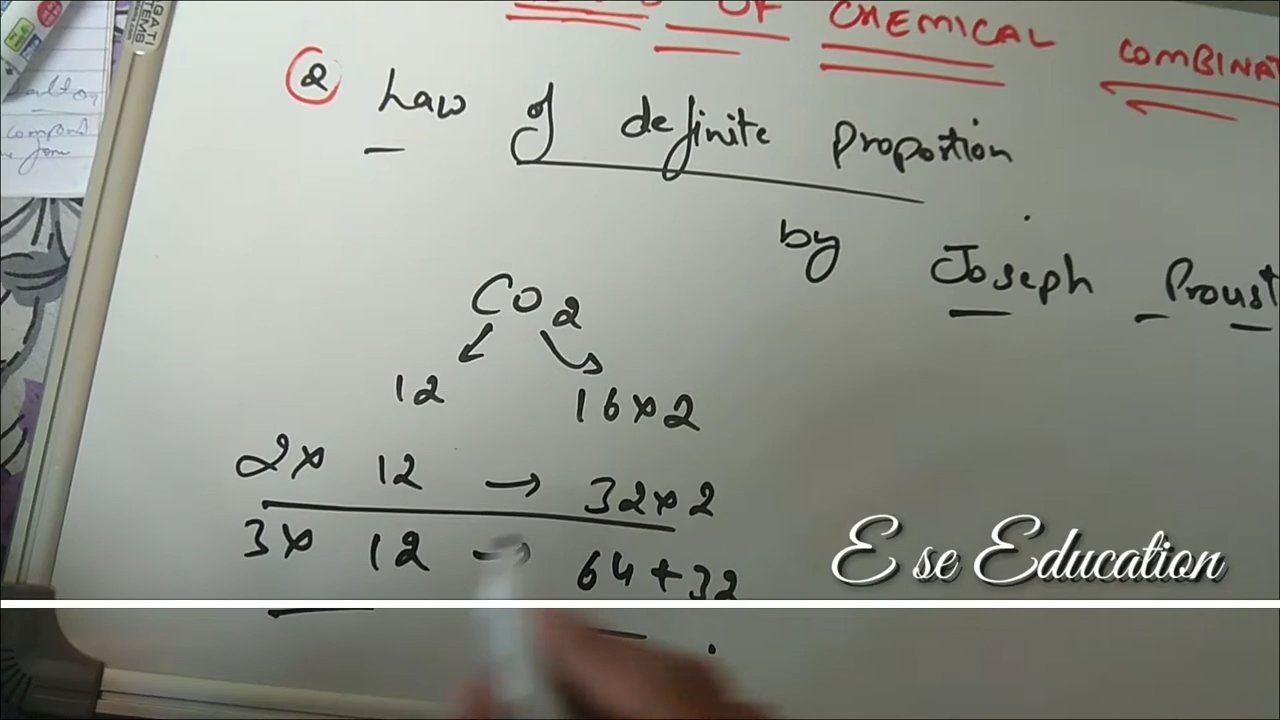 OF CHEMICAL COMBINAT
2 Law of definite proportion
by Joseph Proust
CO2
12 16×2
2× 12 → 32×2
3× 12 → 64+32
E se Education